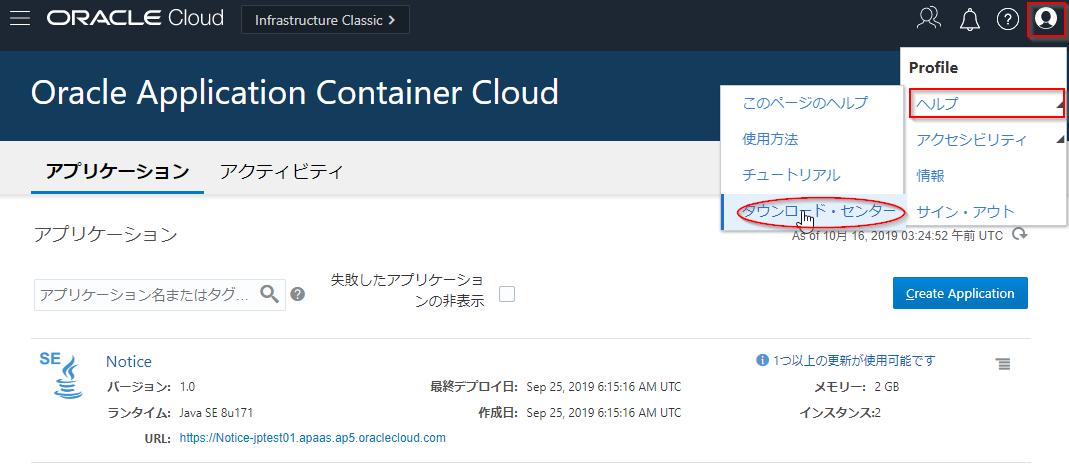 ORACLE Cloud
Infrastructure Classic >
Oracle Application Container Cloud
Profile
ヘルプ
アクセシビリティ
情報
サイン・アウト
このページのヘルプ
使用方法
チュートリアル
ダウンロード・センター
アプリケーション
アクティビティ
アプリケーション
As of 10月 16, 2019 03:24:52 午前 UTC
アプリケーション名またはタグ...
失敗したアプリケーショ
ンの非表示
Create Application
SE
Notice
1つ以上の更新が使用可能です
バージョン: 1.0
最終デプロイ日: Sep 25, 2019 6:15:16 AM UTC
メモリー: 2 GB
ランタイム: Java SE 8u171
作成日: Sep 25, 2019 6:15:16 AM UTC
インスタンス:2
URL: https://Notice-jptest01.apaas.ap5.oraclecloud.com